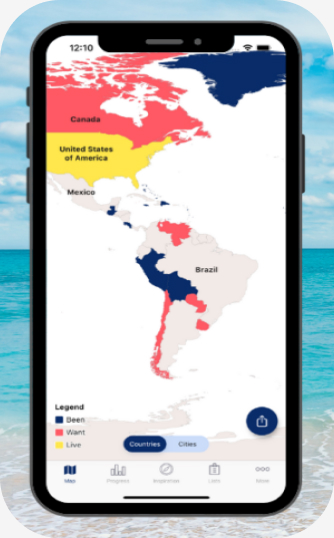 12:10
Canada
United States
of America
Mexico
Brazil
Legend
Been
Want
Live
Countries Cities
Map Progress Inspiration Lists More